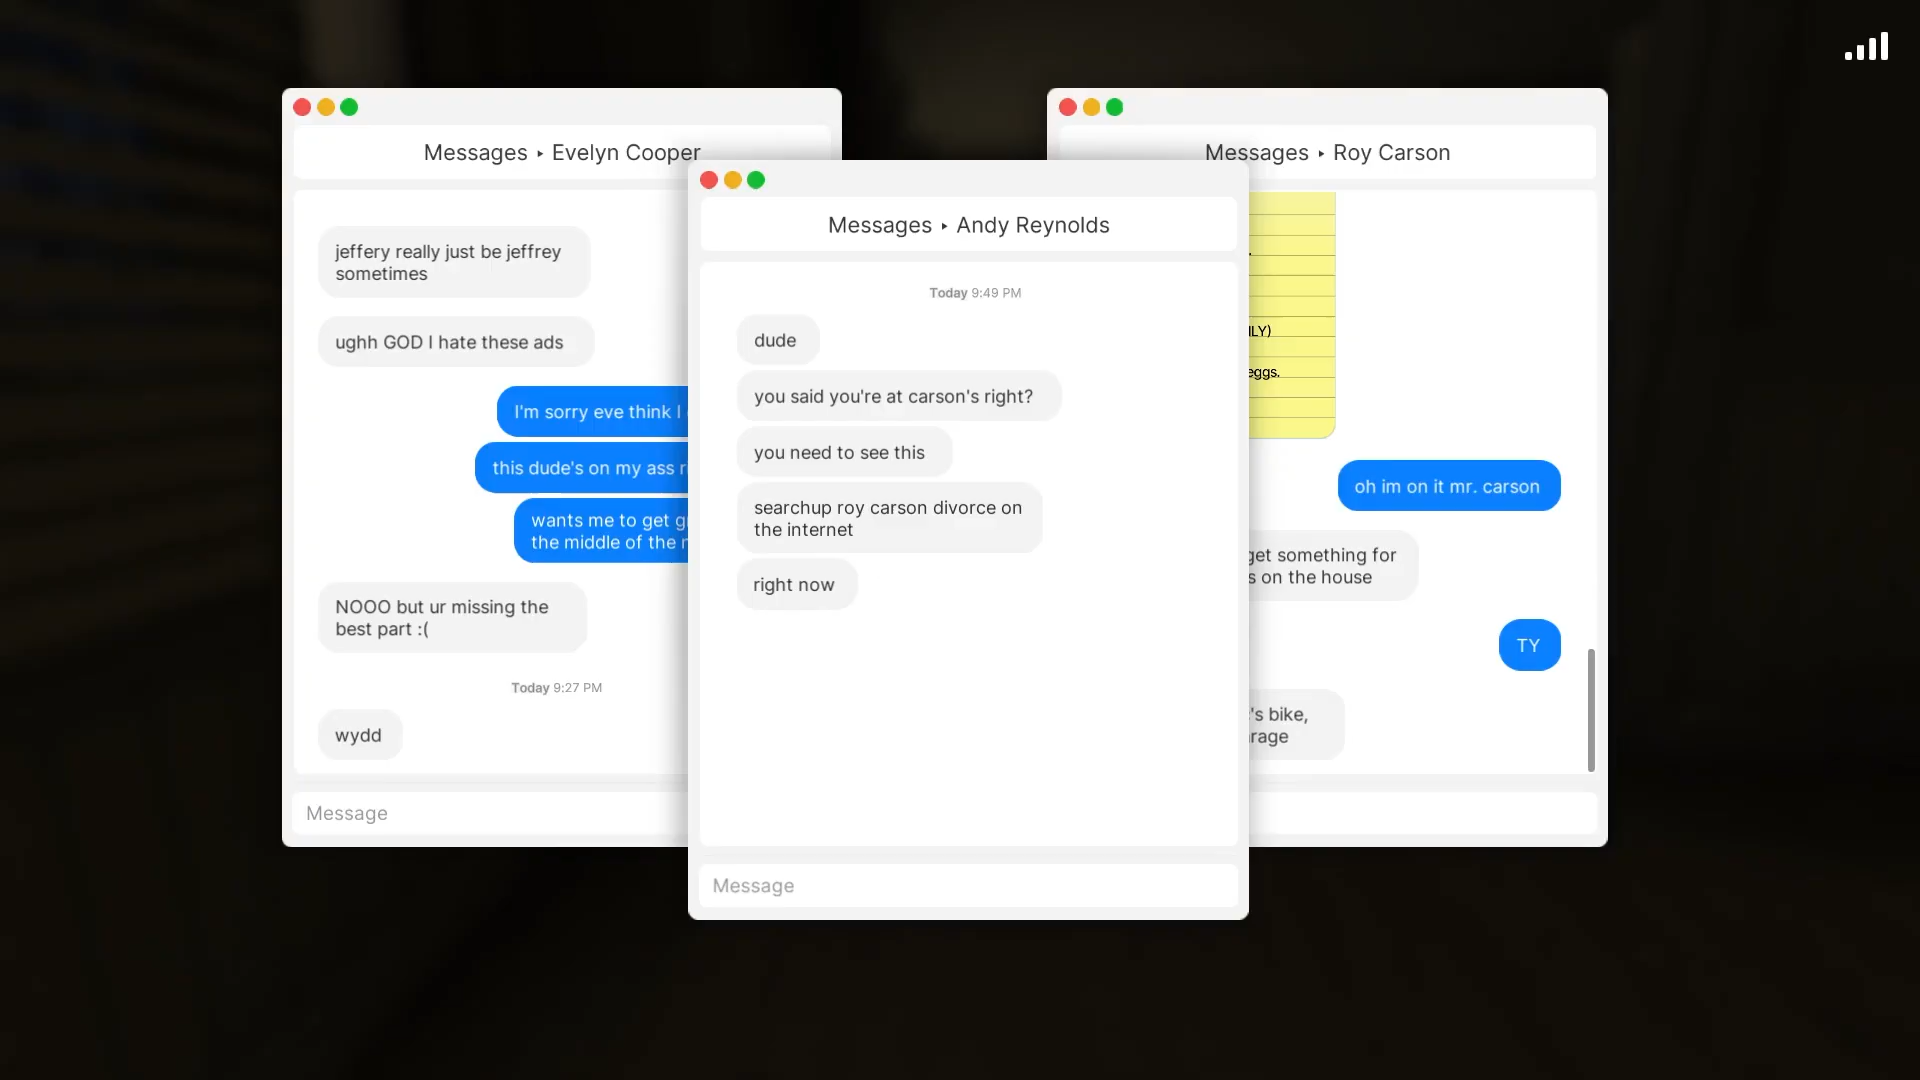 Messages ▸ Evelyn Cooper
jeffery really just be jeffrey
sometimes
ughh GOD I hate these ads
I'm sorry eve think I
this dude's on my ass
wants me to get
the middle of the
NOOO but ur missing the
best part :(
Today 9:27 PM
wydd
Message
Messages ▸ Andy Reynolds
Today 9:49 PM
dude
you said you're at carson's right?
you need to see this
searchup roy carson divorce on
the internet
right now
Message
Messages ▸ Roy Carson
eggs.
oh im on it mr. carson
get something for
on the house
TY
's bike,